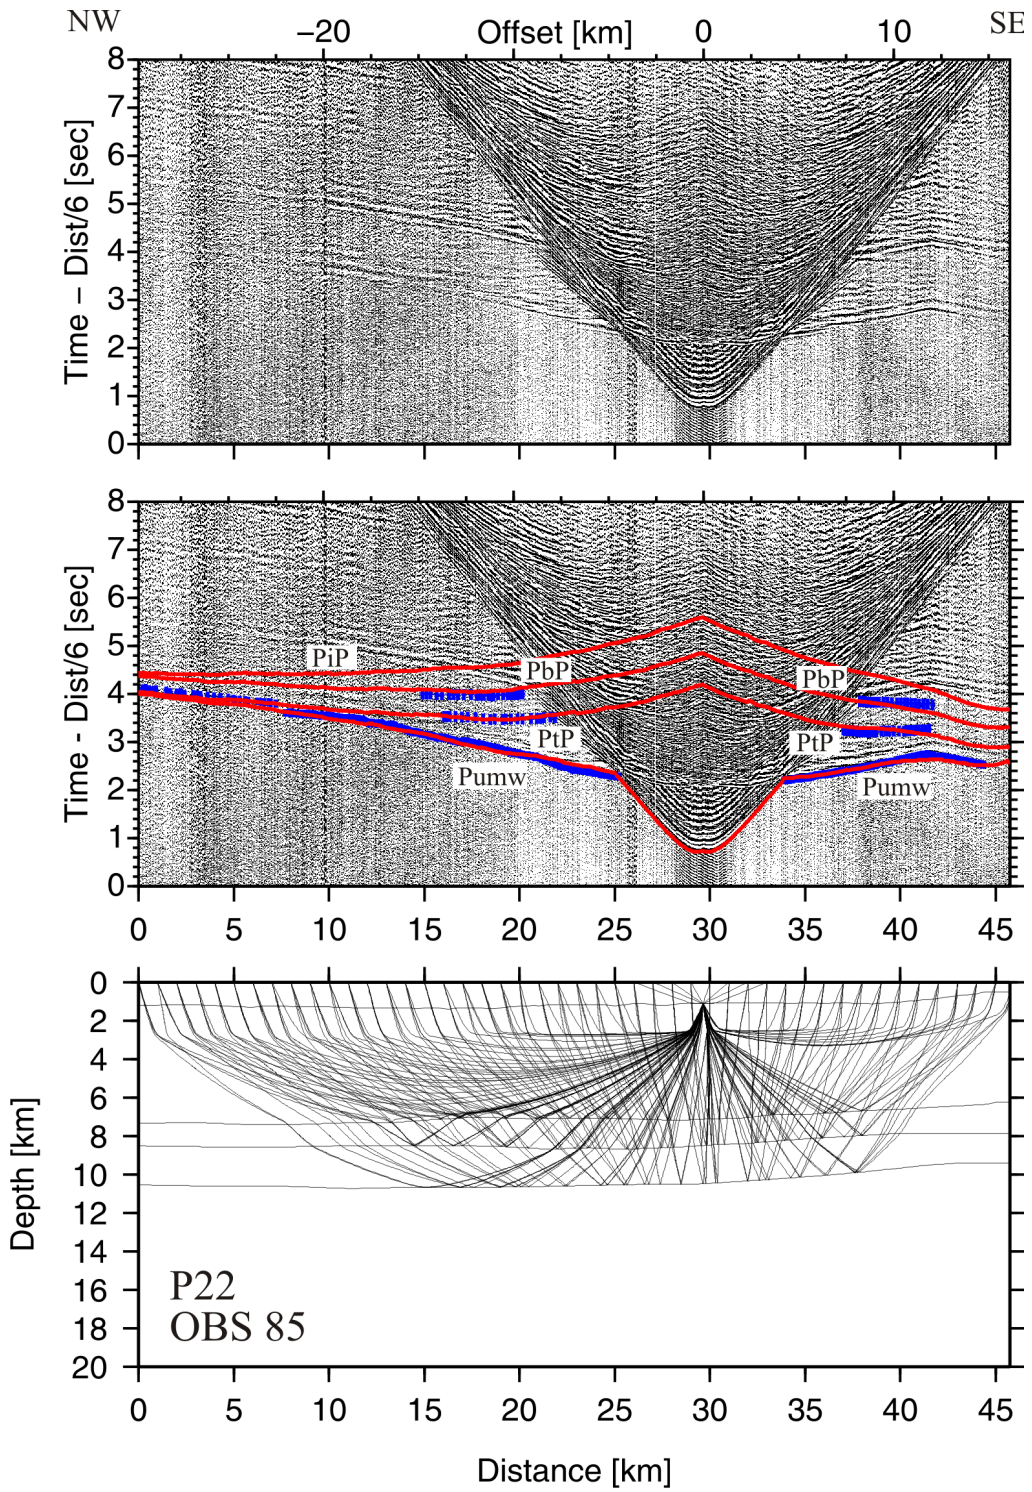 NW −20 Offset [km] 0 10 SE
8
7
6
5
4
3
2
1
0
Time – Dist/6 [sec]
8
7
6
5
4
3
2
1
0
Time - Dist/6 [sec]
PiP
PbP
PbP
PtP
PtP
Pumw
Pumw
0 5 10 15 20 25 30 35 40 45
0
2
4
6
8
10
12
14
16
18
20
Depth [km]
P22
OBS 85
0 5 10 15 20 25 30 35 40 45
Distance [km]